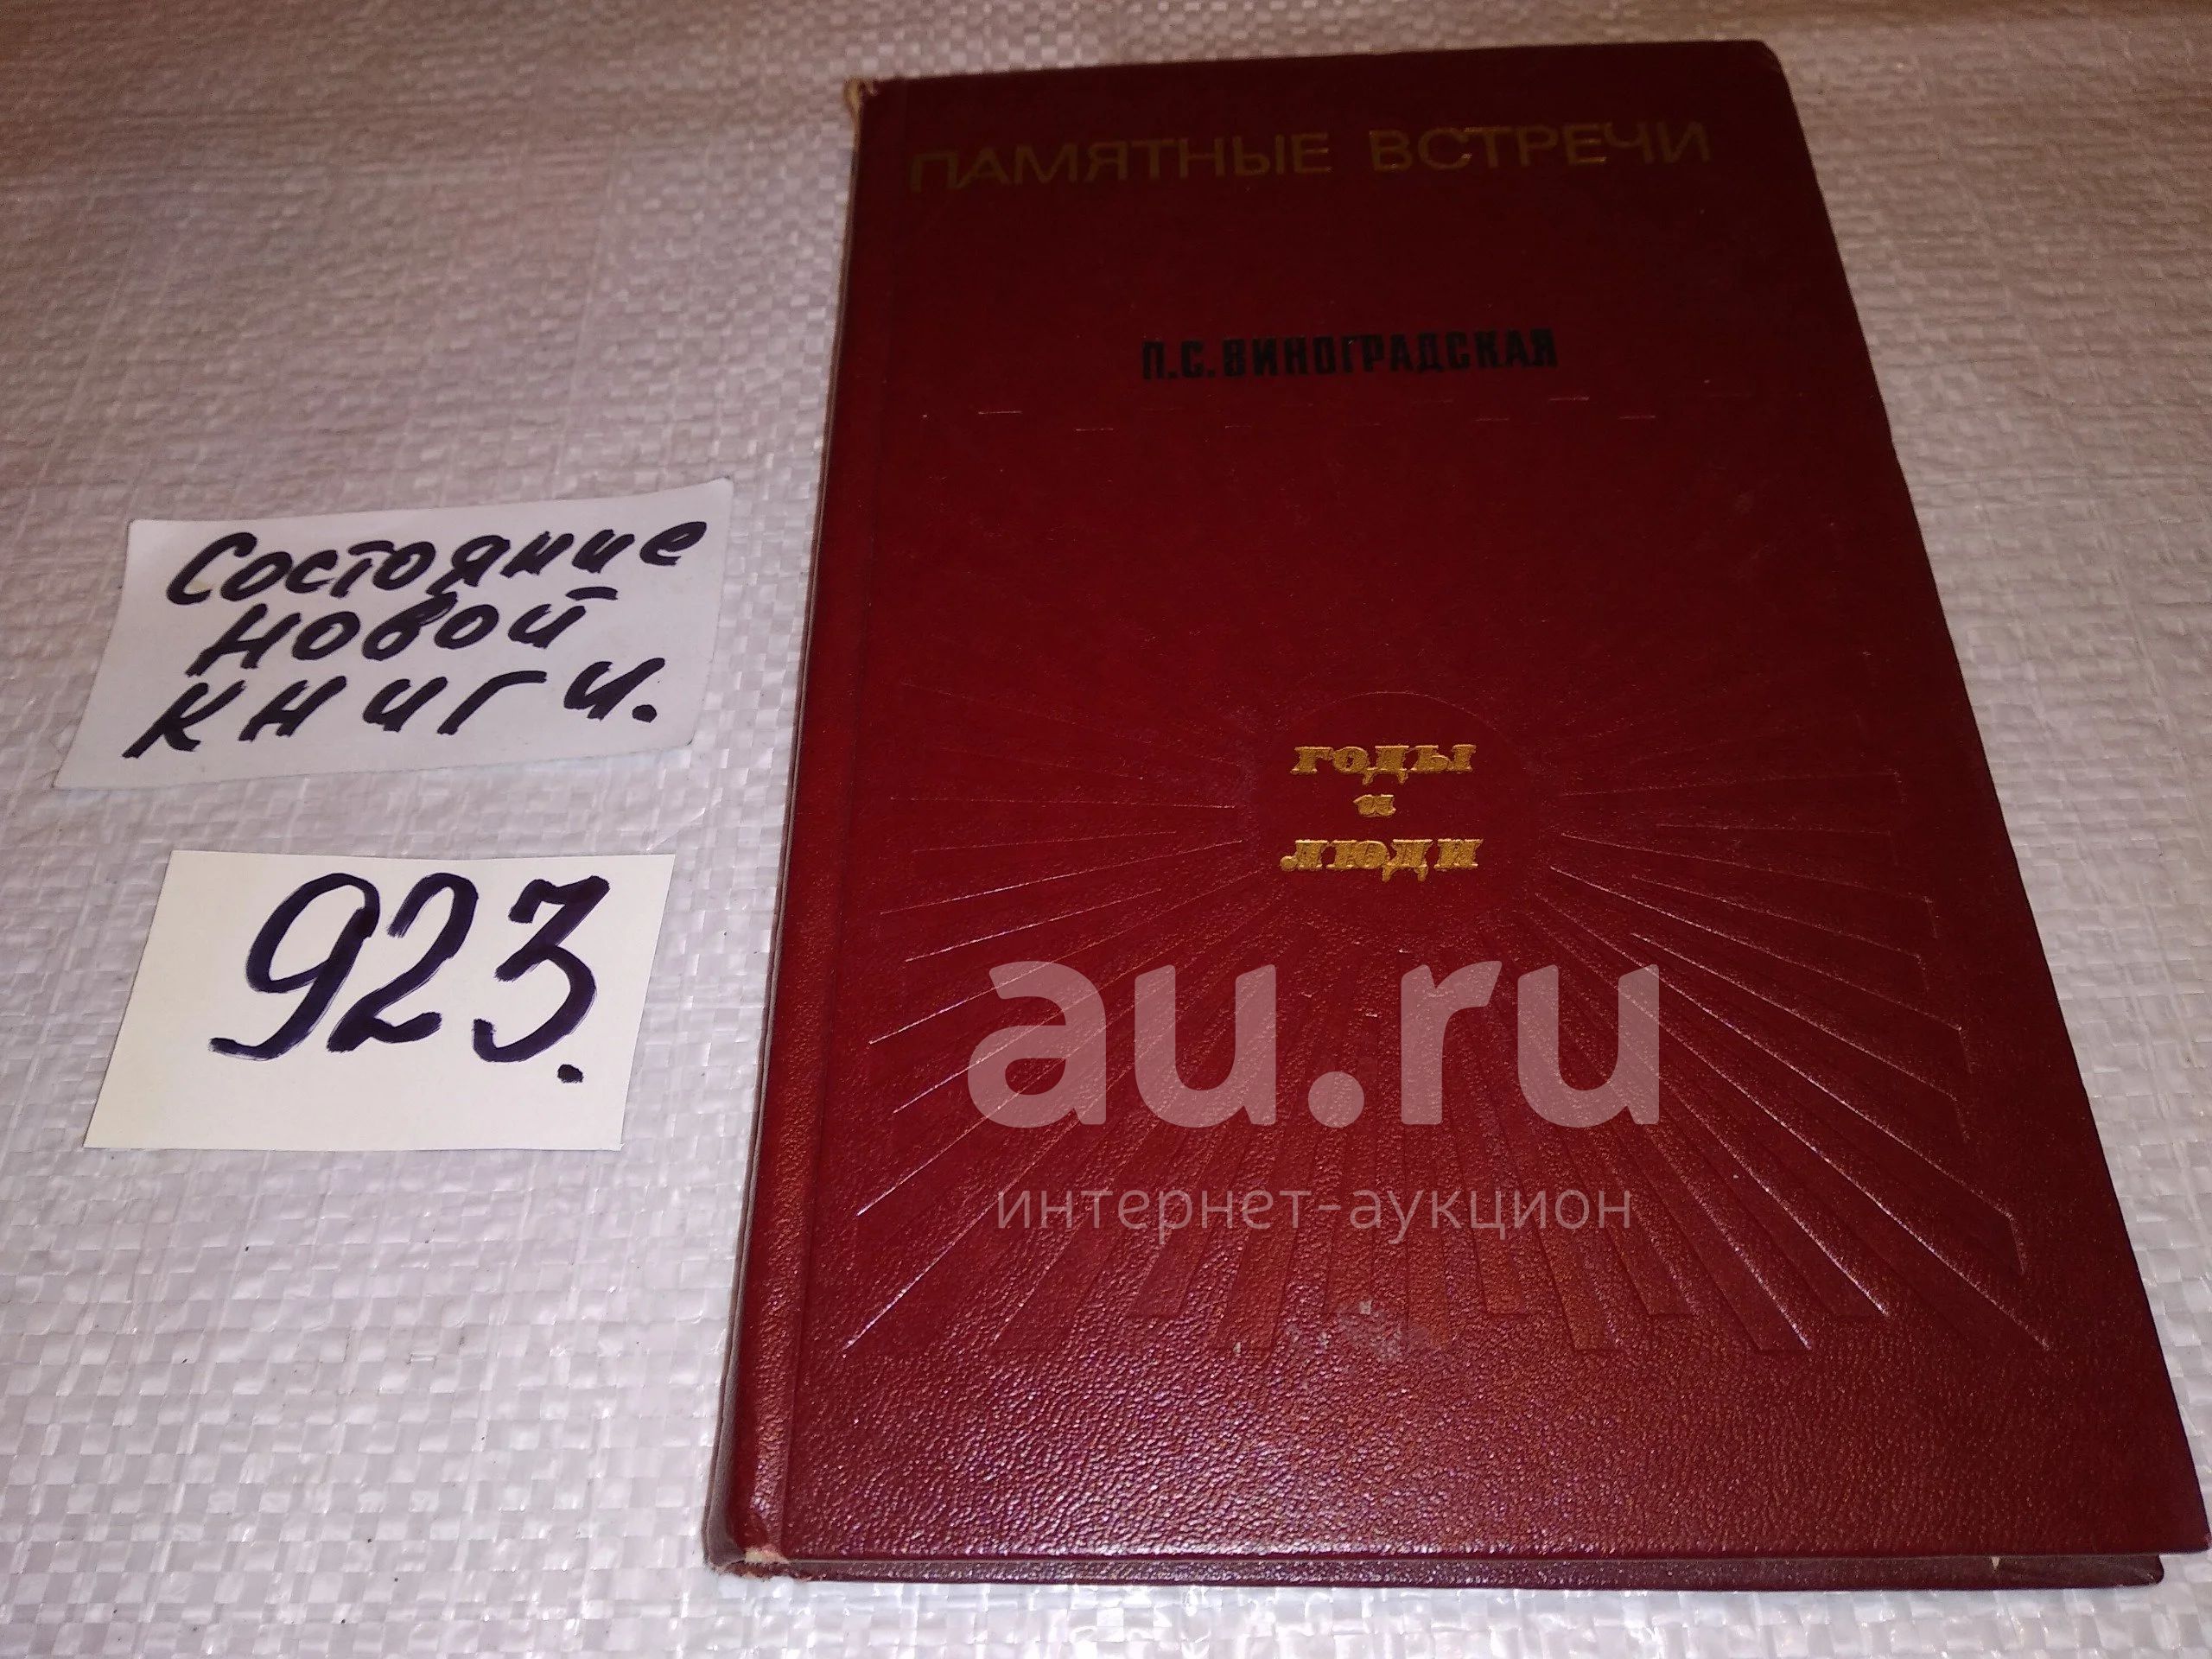 ПАМЯТНЫЕ ВСТРЕЧИ
П.С.ВИНОГРАДСКАЯ
ГОДЫ
И
ЛЮДИ
Состояние
новой
книги.
923.
au.ru
интернет-аукцион